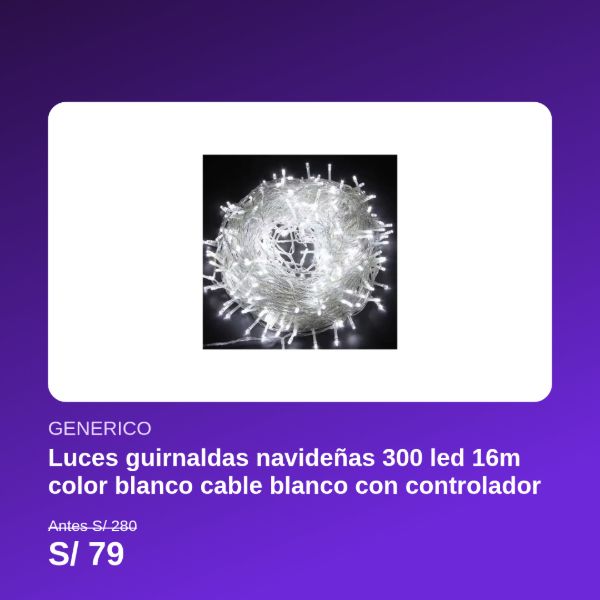 GENERICO
Luces guirnaldas navideñas 300 led 16m
color blanco cable blanco con controlador
Antes S/ 280
S/ 79